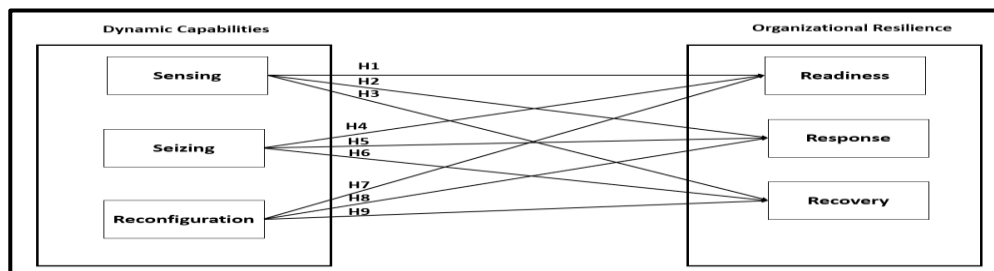 Dynamic Capabilities
Organizational Resilience
Sensing
H1
H2
H3
Readiness
Seizing
H4
H5
H6
Response
Reconfiguration
H7
H8
H9
Recovery